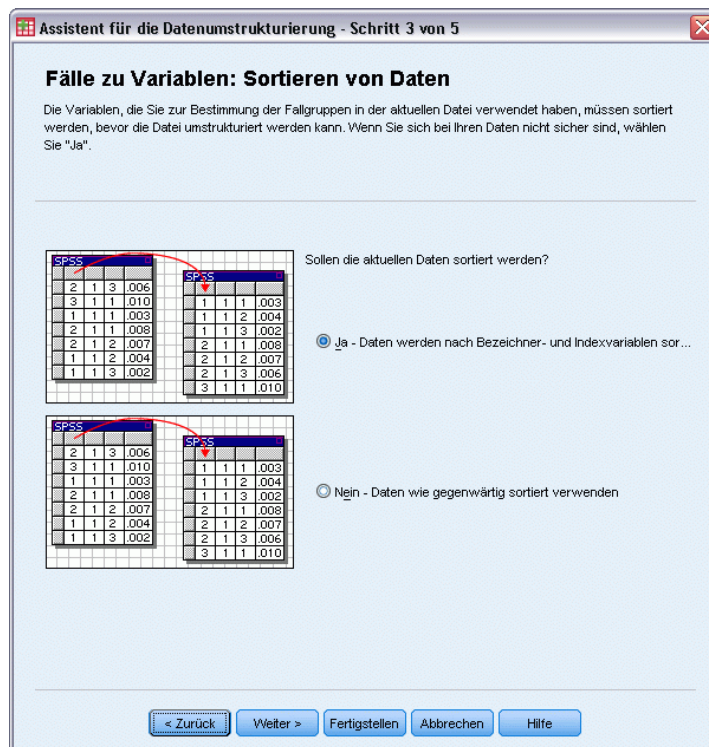 Assistent für die Datenumstrukturierung - Schritt 3 von 5
Fälle zu Variablen: Sortieren von Daten
Die Variablen, die Sie zur Bestimmung der Fallgruppen in der aktuellen Datei verwendet haben, müssen sortiert
werden, bevor die Datei umstrukturiert werden kann. Wenn Sie sich bei Ihren Daten nicht sicher sind, wählen
Sie "Ja".
Sollen die aktuellen Daten sortiert werden?
SPSS
2 1 3 .006
3 1 1 .010
1 1 1 .003
2 1 1 .008
2 1 2 .007
1 1 2 .004
1 1 3 .002
SPSS
1 1 1 .003
1 1 2 .004
1 1 3 .002
2 1 1 .008
2 1 2 .007
2 1 3 .006
3 1 1 .010
Ja - Daten werden nach Bezeichner- und Indexvariablen sor...
SPSS
2 1 3 .006
3 1 1 .010
1 1 1 .003
2 1 1 .008
2 1 2 .007
1 1 2 .004
1 1 3 .002
SPSS
1 1 1 .003
1 1 2 .004
1 1 3 .002
2 1 1 .008
2 1 2 .007
2 1 3 .006
3 1 1 .010
Nein - Daten wie gegenwärtig sortiert verwenden
< Zurück Weiter > Fertigstellen Abbrechen Hilfe